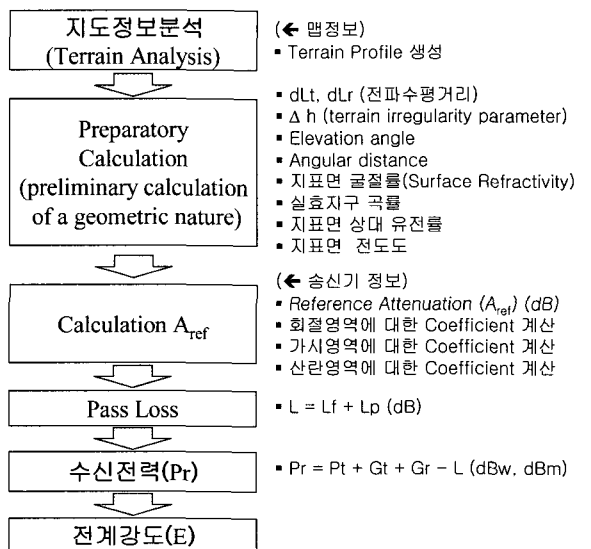 지도정보분석
(Terrain Analysis)
(← 맵정보)
▪ Terrain Profile 생성
Preparatory
Calculation
(preliminary calculation
of a geometric nature)
▪ dLt, dLr (전파수평거리)
▪ Δ h (terrain irregularity parameter)
▪ Elevation angle
▪ Angular distance
▪ 지표면 굴절률(Surface Refractivity)
▪ 실효지구 곡률
▪ 지표면 상대 유전률
▪ 지표면 전도도
Calculation A_ref
(← 송신기 정보)
▪ Reference Attenuation (A_ref) (dB)
▪ 회절영역에 대한 Coefficient 계산
▪ 가시영역에 대한 Coefficient 계산
▪ 산란영역에 대한 Coefficient 계산
Pass Loss
▪ L = Lf + Lp (dB)
수신전력(Pr)
▪ Pr = Pt + Gt + Gr − L (dBw, dBm)
전계강도(E)